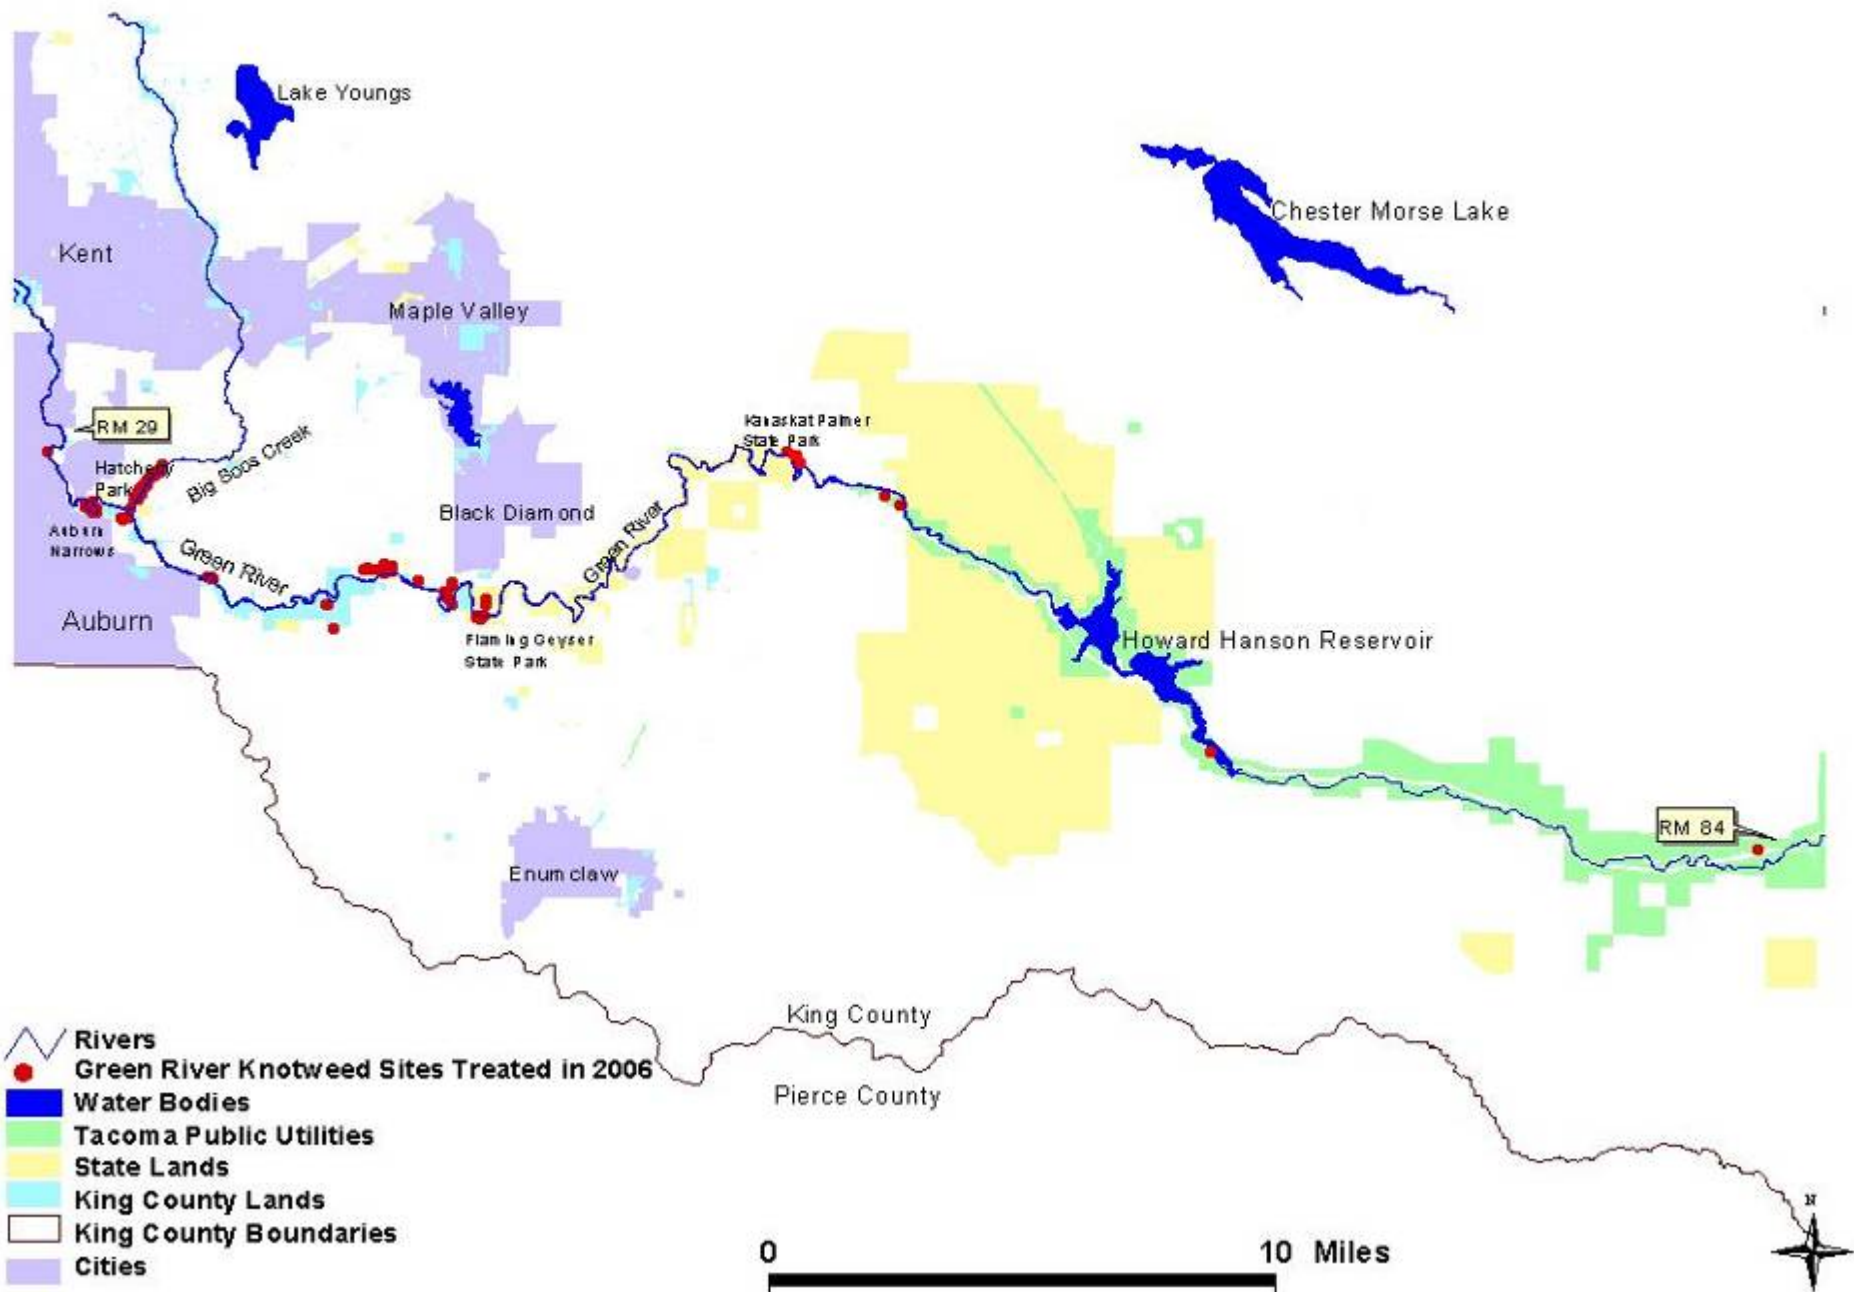 Lake Youngs
Chester Morse Lake
Kent
Maple Valley
RM 29
Kanaskat Palmer
State Park
Big Soos Creek
Hatchery
Park
Black Diamond
Auburn
Narrows
Green River
Green River
Auburn
Flaming Geyser
State Park
Howard Hanson Reservoir
RM 84
Enumclaw
King County
Pierce County
Rivers
Green River Knotweed Sites Treated in 2006
Water Bodies
Tacoma Public Utilities
State Lands
King County Lands
King County Boundaries
Cities
0 10 Miles
N